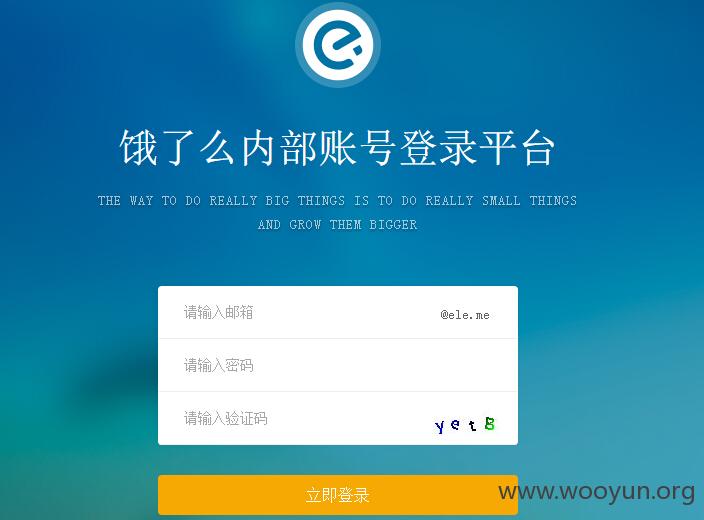 饿了么内部账号登录平台
THE WAY TO DO REALLY BIG THINGS IS TO DO REALLY SMALL THINGS
AND GROW THEM BIGGER
请输入邮箱 @ele.me
请输入密码
请输入验证码 yet8
立即登录
www.wooyun.org